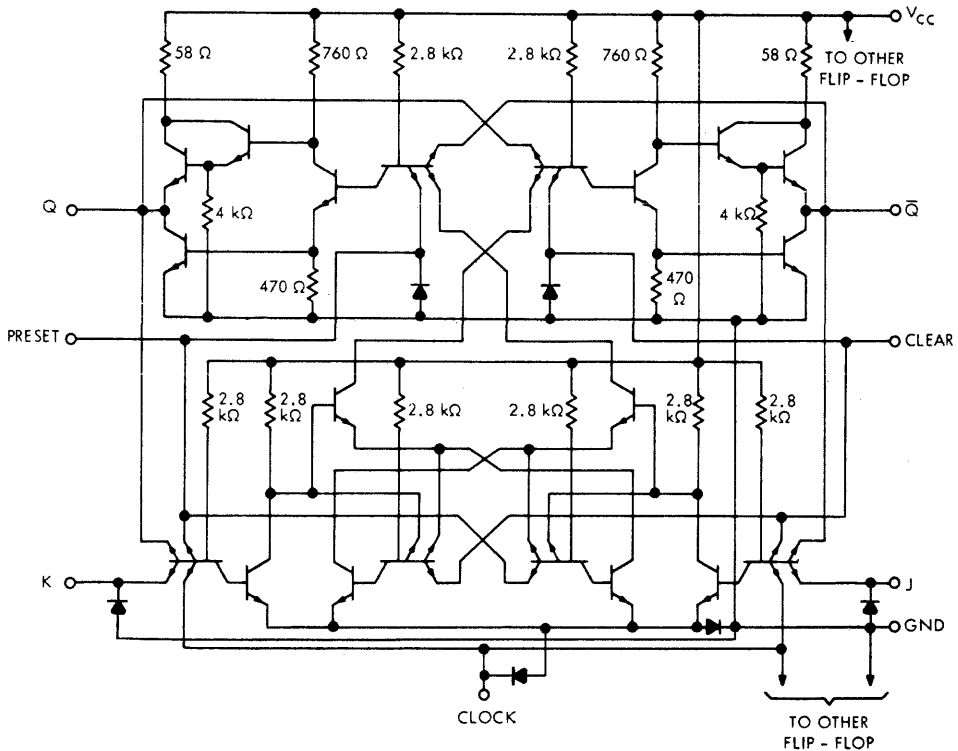 V_CC
58 Ω
760 Ω
2.8 kΩ
2.8 kΩ
760 Ω
58 Ω
TO OTHER
FLIP - FLOP
4 kΩ
4 kΩ
Q
Q̅
470 Ω
470
Ω
PRESET
CLEAR
2.8
kΩ
2.8
kΩ
2.8 kΩ
2.8 kΩ
2.8
kΩ
2.8
kΩ
K
J
GND
CLOCK
TO OTHER
FLIP - FLOP